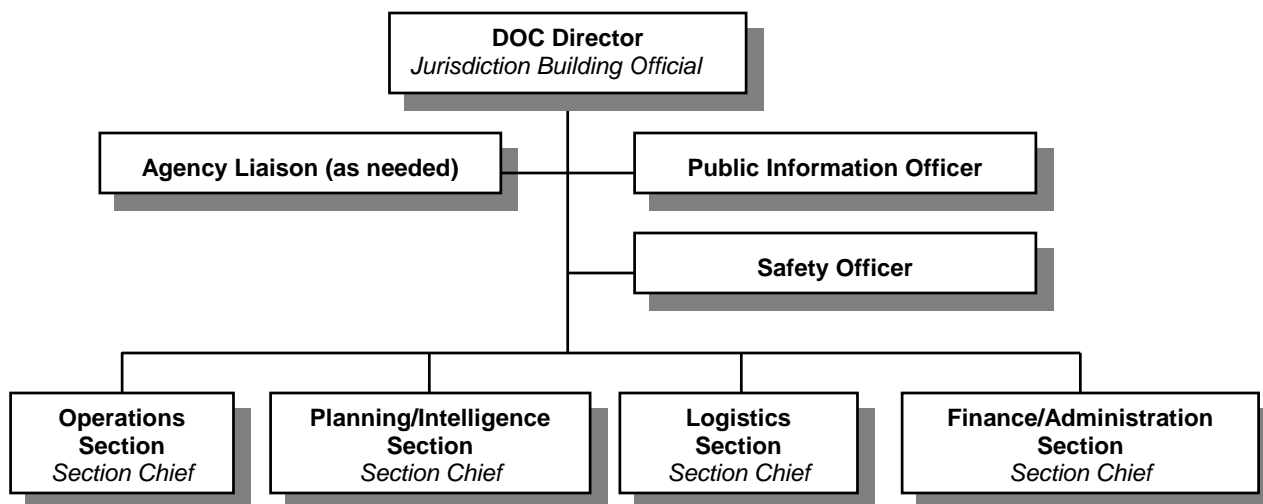 DOC Director
Jurisdiction Building Official
Agency Liaison (as needed)
Public Information Officer
Safety Officer
Operations
Section
Section Chief
Planning/Intelligence
Section
Section Chief
Logistics
Section
Section Chief
Finance/Administration
Section
Section Chief